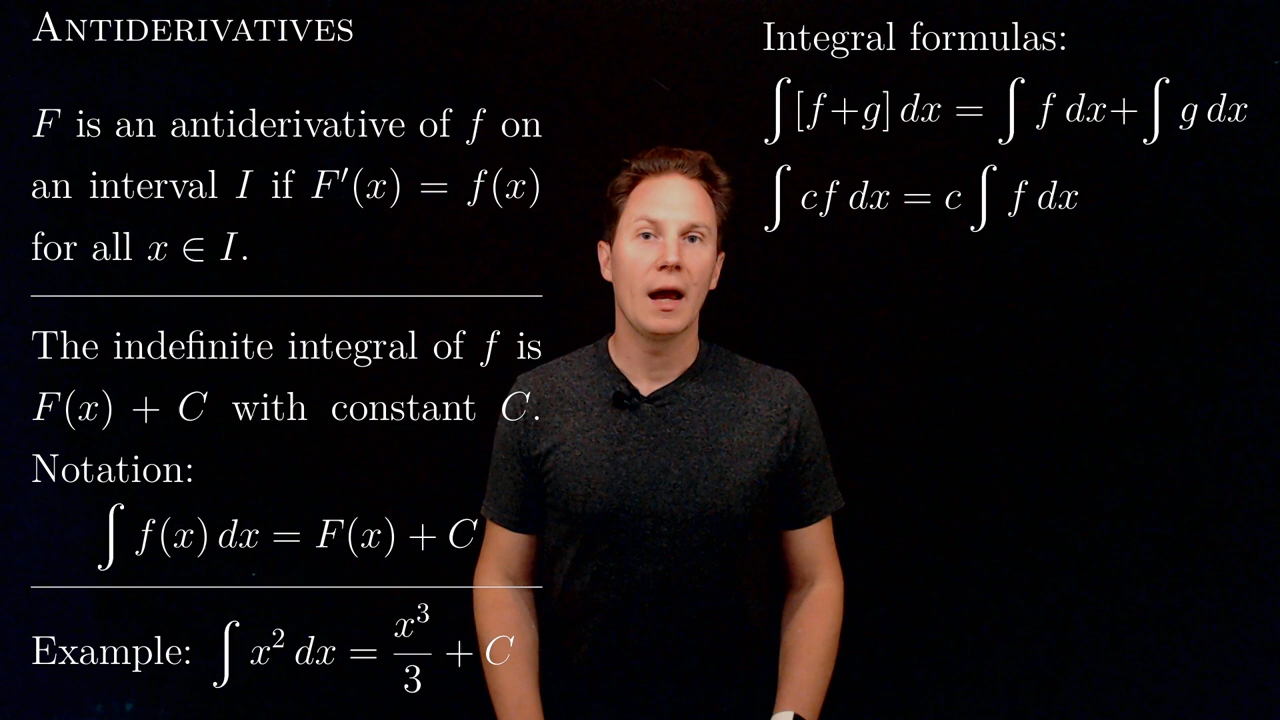 ANTIDERIVATIVES
F is an antiderivative of f on
an interval I if F′(x) = f(x)
for all x ∈ I.
The indefinite integral of f is
F(x) + C with constant C.
Notation:
∫ f(x) dx = F(x) + C
Example: ∫ x² dx = x³/3 + C
Integral formulas:
∫ [f+g] dx = ∫ f dx + ∫ g dx
∫ cf dx = c ∫ f dx